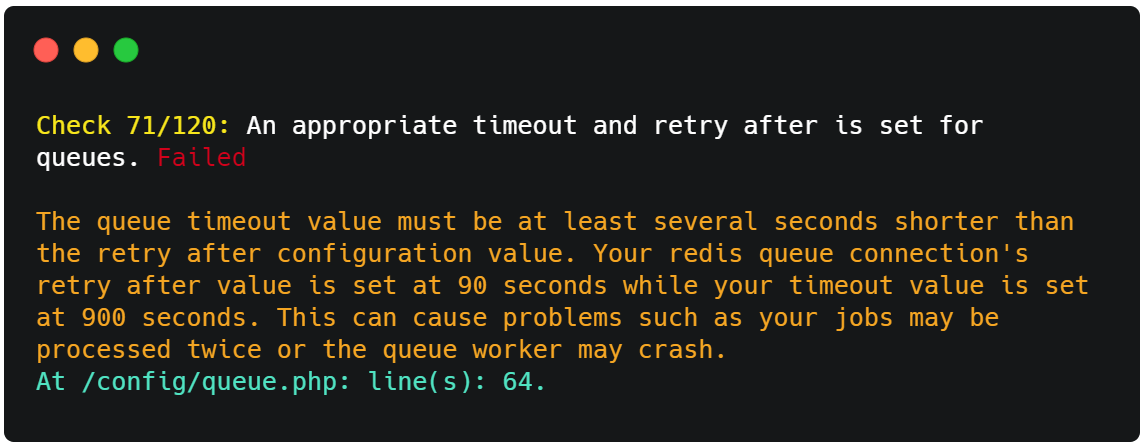 Check 71/120: An appropriate timeout and retry after is set for
queues. Failed
The queue timeout value must be at least several seconds shorter than
the retry after configuration value. Your redis queue connection's
retry after value is set at 90 seconds while your timeout value is set
at 900 seconds. This can cause problems such as your jobs may be
processed twice or the queue worker may crash.
At /config/queue.php: line(s): 64.